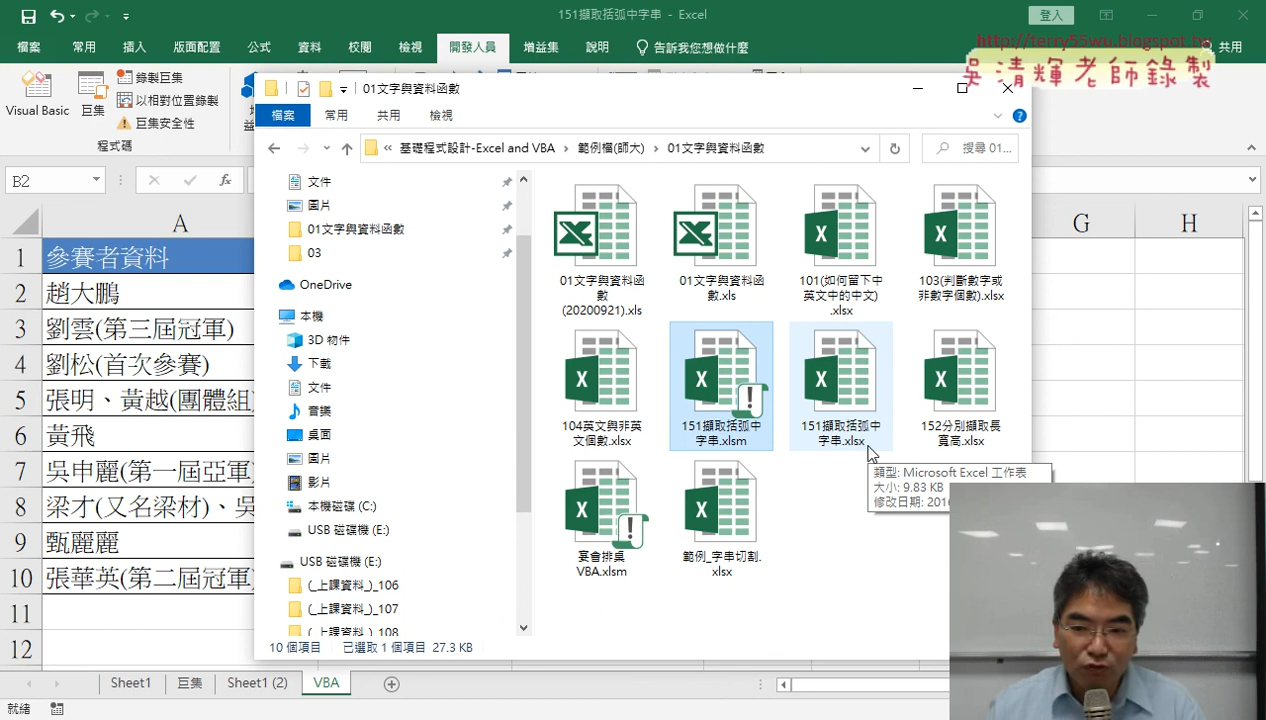 151擷取括弧中字串 - Excel
登入
檔案 常用 插入 版面配置 公式 資料 校閱 檢視 開發人員 增益集 說明 告訴我您想做什麼 共用
http://terry55wu.blogspot.tw
吳清輝老師錄製
Visual Basic
巨集
錄製巨集
以相對位置錄製
巨集安全性
程式碼
01文字與資料函數
檔案 常用 共用 檢視
« 基礎程式設計-Excel and VBA › 範例檔(師大) › 01文字與資料函數
搜尋 01...
B2
fx
A
G H
1 參賽者資料
2 趙大鵬
3 劉雲(第三屆冠軍)
4 劉松(首次參賽)
5 張明、黃越(團體組)
6 黃飛
7 吳申麗(第一屆亞軍)
8 梁才(又名梁材)、吳
9 甄麗麗
10 張華英(第二屆冠軍)
11
12
文件
圖片
01文字與資料函數
03
OneDrive
本機
3D 物件
下載
文件
音樂
桌面
圖片
影片
本機磁碟 (C:)
USB 磁碟機 (E:)
USB 磁碟機 (E:)
(_上課資料_)_106
(_上課資料_)_107
(_上課資料_)_108
01文字與資料函
數
(20200921).xls
01文字與資料函
數.xls
101(如何留下中
英文中的中文)
.xlsx
103(判斷數字或
非數字個數).xlsx
104英文與非英
文個數.xlsx
151擷取括弧中
字串.xlsm
151擷取括弧中
字串.xlsx
152分別擷取長
寬高.xlsx
宴會排桌
VBA.xlsm
範例_字串切割.
xlsx
類型: Microsoft Excel 工作表
大小: 9.83 KB
修改日期: 201
10 個項目 已選取 1 個項目 27.3 KB
Sheet1 巨集 Sheet1 (2) VBA
就緒